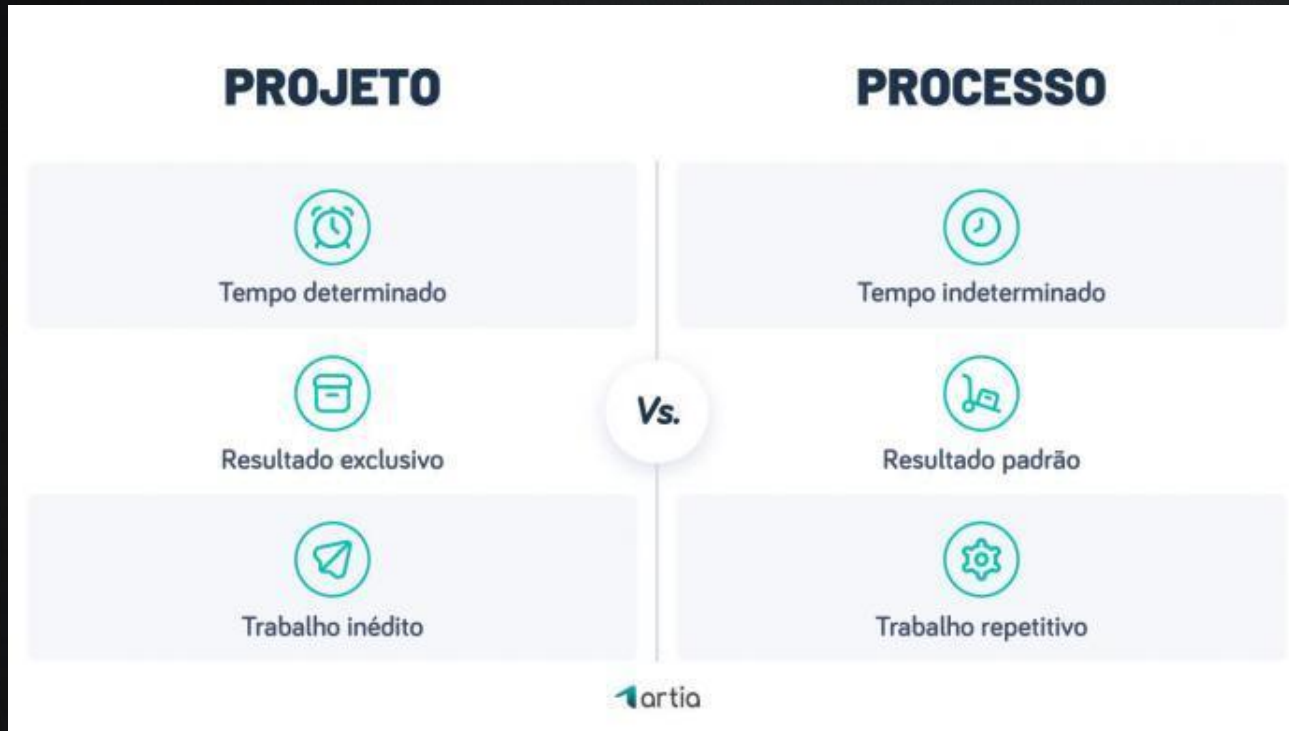 PROJETO
PROCESSO
Tempo determinado
Tempo indeterminado
Vs.
Resultado exclusivo
Resultado padrão
Trabalho inédito
Trabalho repetitivo
artia